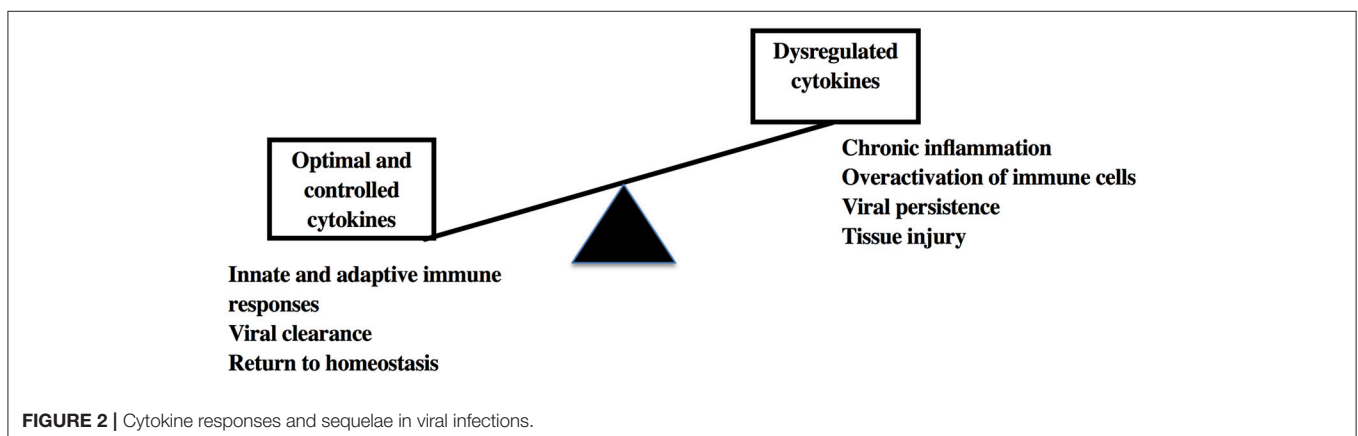 Dysregulated
cytokines
Optimal and
controlled
cytokines
Chronic inflammation
Overactivation of immune cells
Viral persistence
Tissue injury
Innate and adaptive immune
responses
Viral clearance
Return to homeostasis
FIGURE 2 | Cytokine responses and sequelae in viral infections.